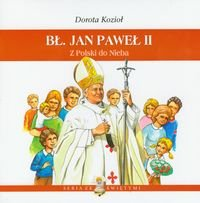 Dorota Kozioł
BŁ. JAN PAWEŁ II
Z Polski do Nieba
SERIA ZE ŚWIĘTYMI